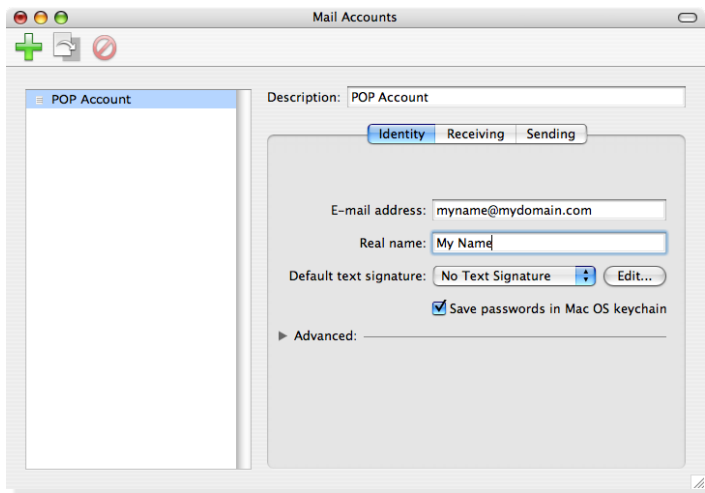 Mail Accounts
POP Account
Description: POP Account
Identity Receiving Sending
E-mail address: myname@mydomain.com
Real name: My Name
Default text signature: No Text Signature Edit...
Save passwords in Mac OS keychain
Advanced: